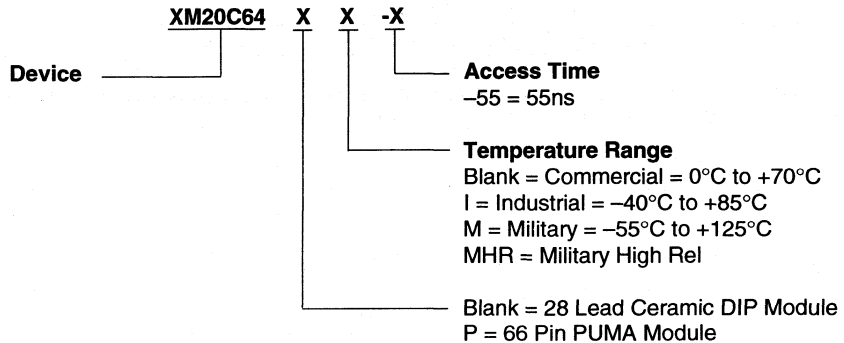 XM20C64 X X -X
Device
Access Time
–55 = 55ns
Temperature Range
Blank = Commercial = 0°C to +70°C
I = Industrial = –40°C to +85°C
M = Military = –55°C to +125°C
MHR = Military High Rel
Blank = 28 Lead Ceramic DIP Module
P = 66 Pin PUMA Module